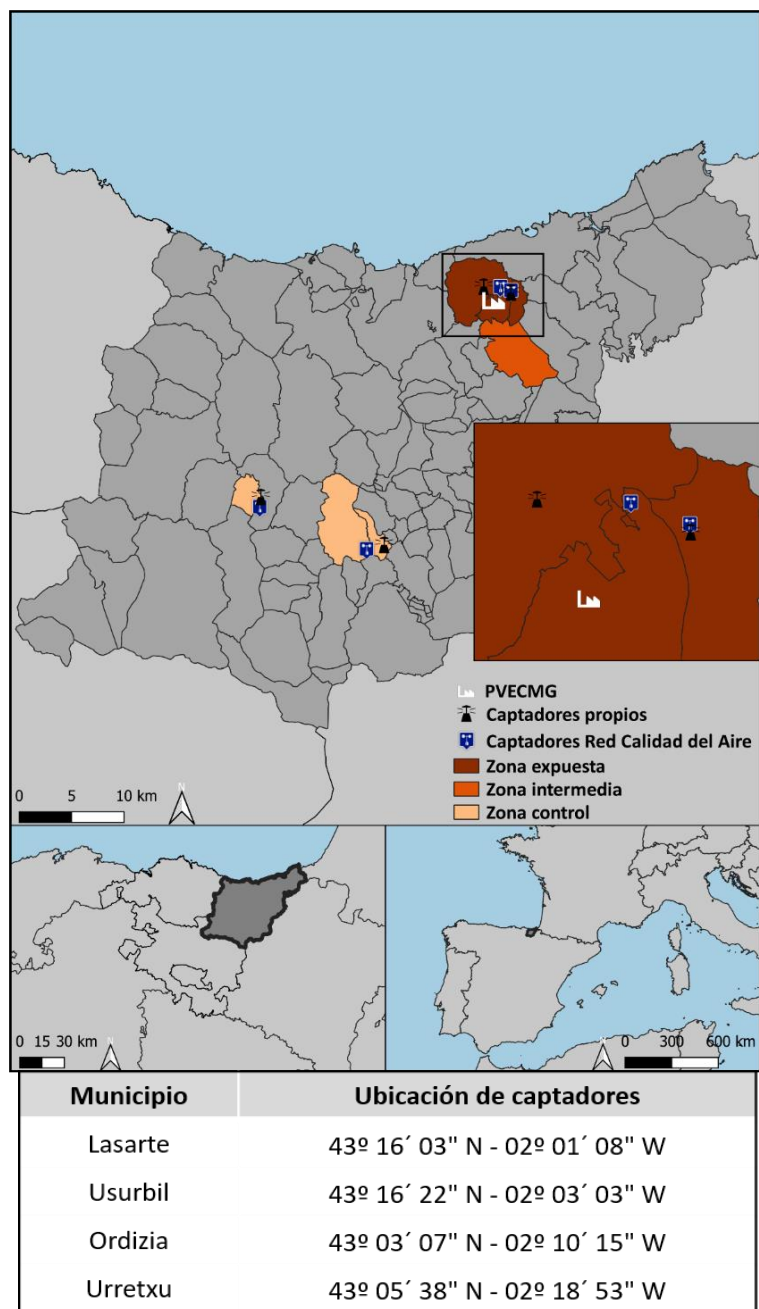 PVECMG
Captadores propios
Captadores Red Calidad del Aire
Zona expuesta
Zona intermedia
Zona control
0 5 10 km
N
0 15 30 km
N
0 300 600 km
N
Municipio Ubicación de captadores
Lasarte 43º 16´ 03" N - 02º 01´ 08" W
Usurbil 43º 16´ 22" N - 02º 03´ 03" W
Ordizia 43º 03´ 07" N - 02º 10´ 15" W
Urretxu 43º 05´ 38" N - 02º 18´ 53" W